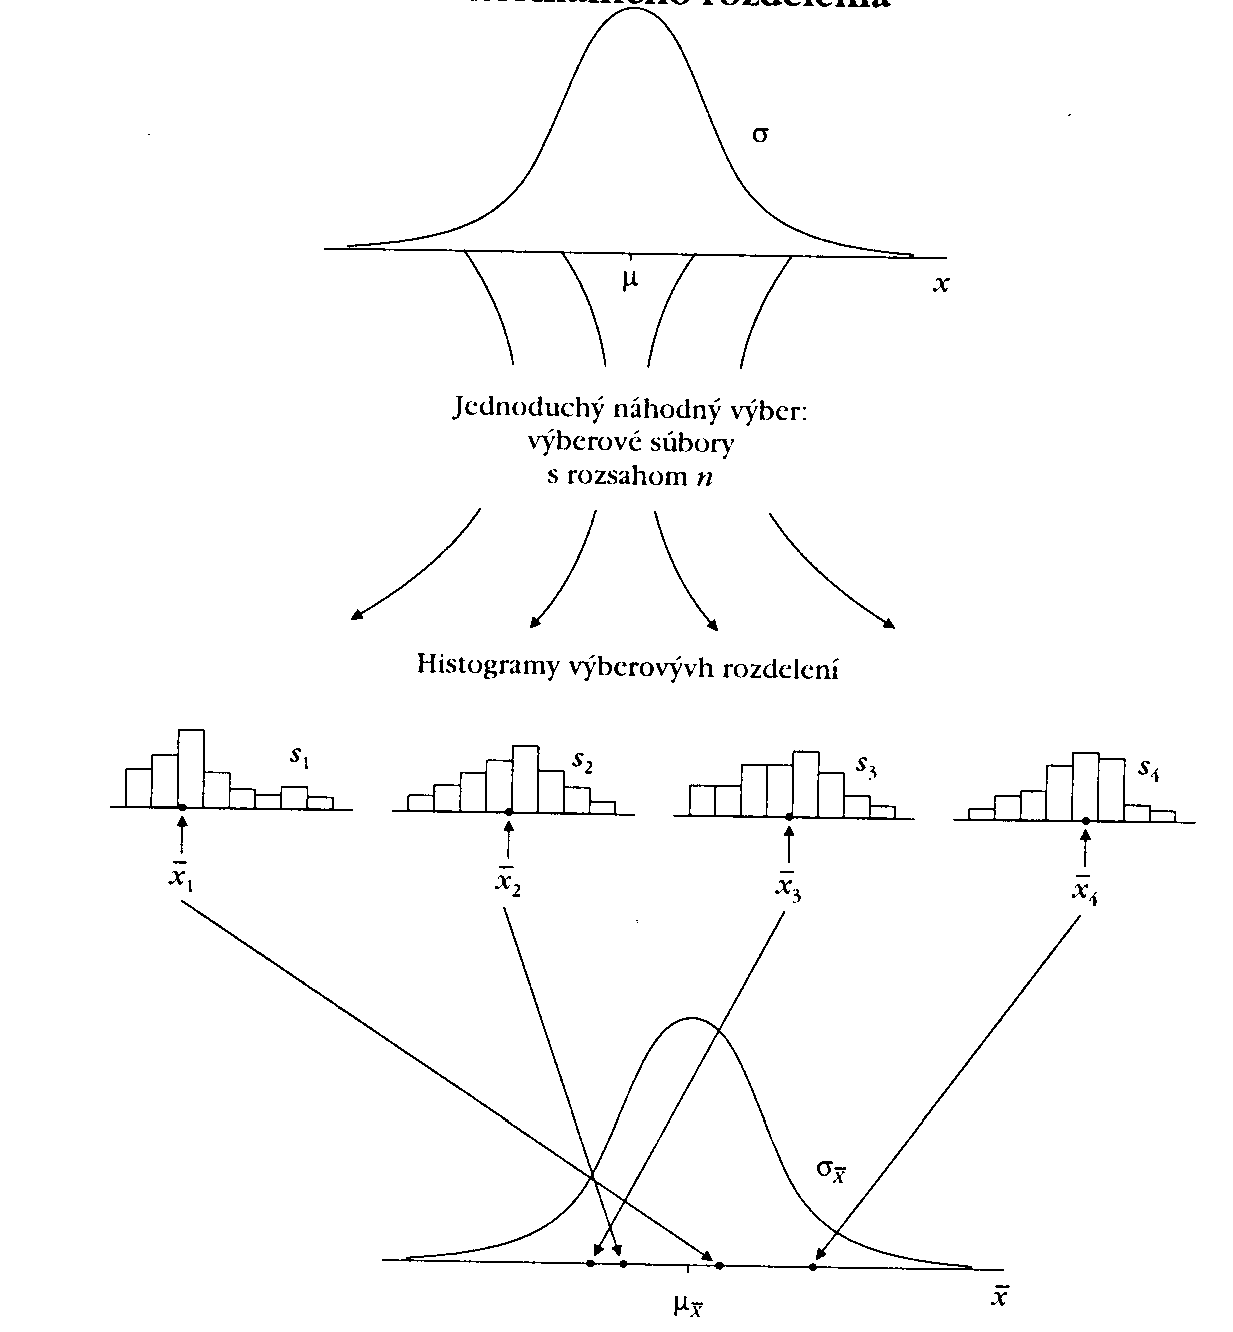 rozdelenia
σ
μ
x
Jednoduchý náhodný výber:
výberové súbory
s rozsahom n
Histogramy výberovývh rozdelení
s₁ s₂ s₃ s₄
x̄₁ x̄₂ x̄₃ x̄₄
σx̄
μx̄
x̄